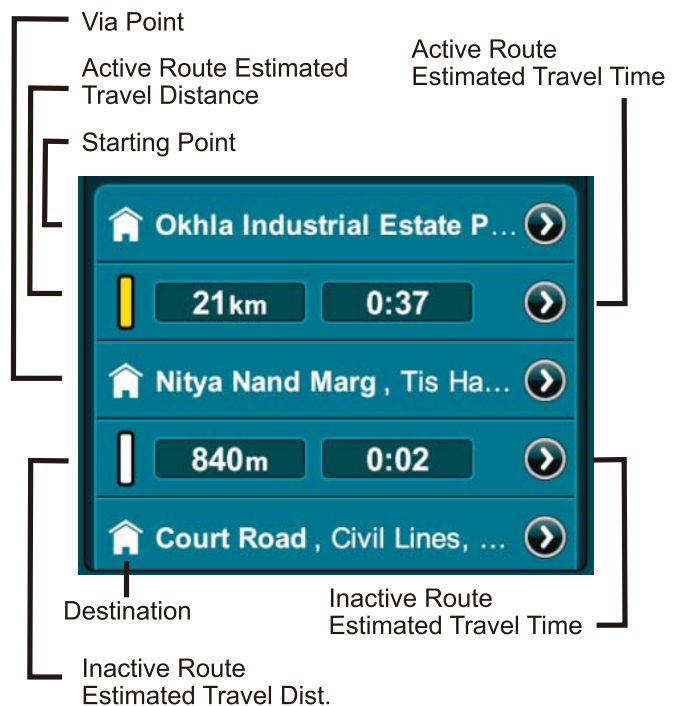 Via Point
Active Route Estimated
Travel Distance
Active Route
Estimated Travel Time
Starting Point
Okhla Industrial Estate P...
21km 0:37
Nitya Nand Marg , Tis Ha...
840m 0:02
Court Road , Civil Lines, ...
Destination
Inactive Route
Estimated Travel Time
Inactive Route
Estimated Travel Dist.